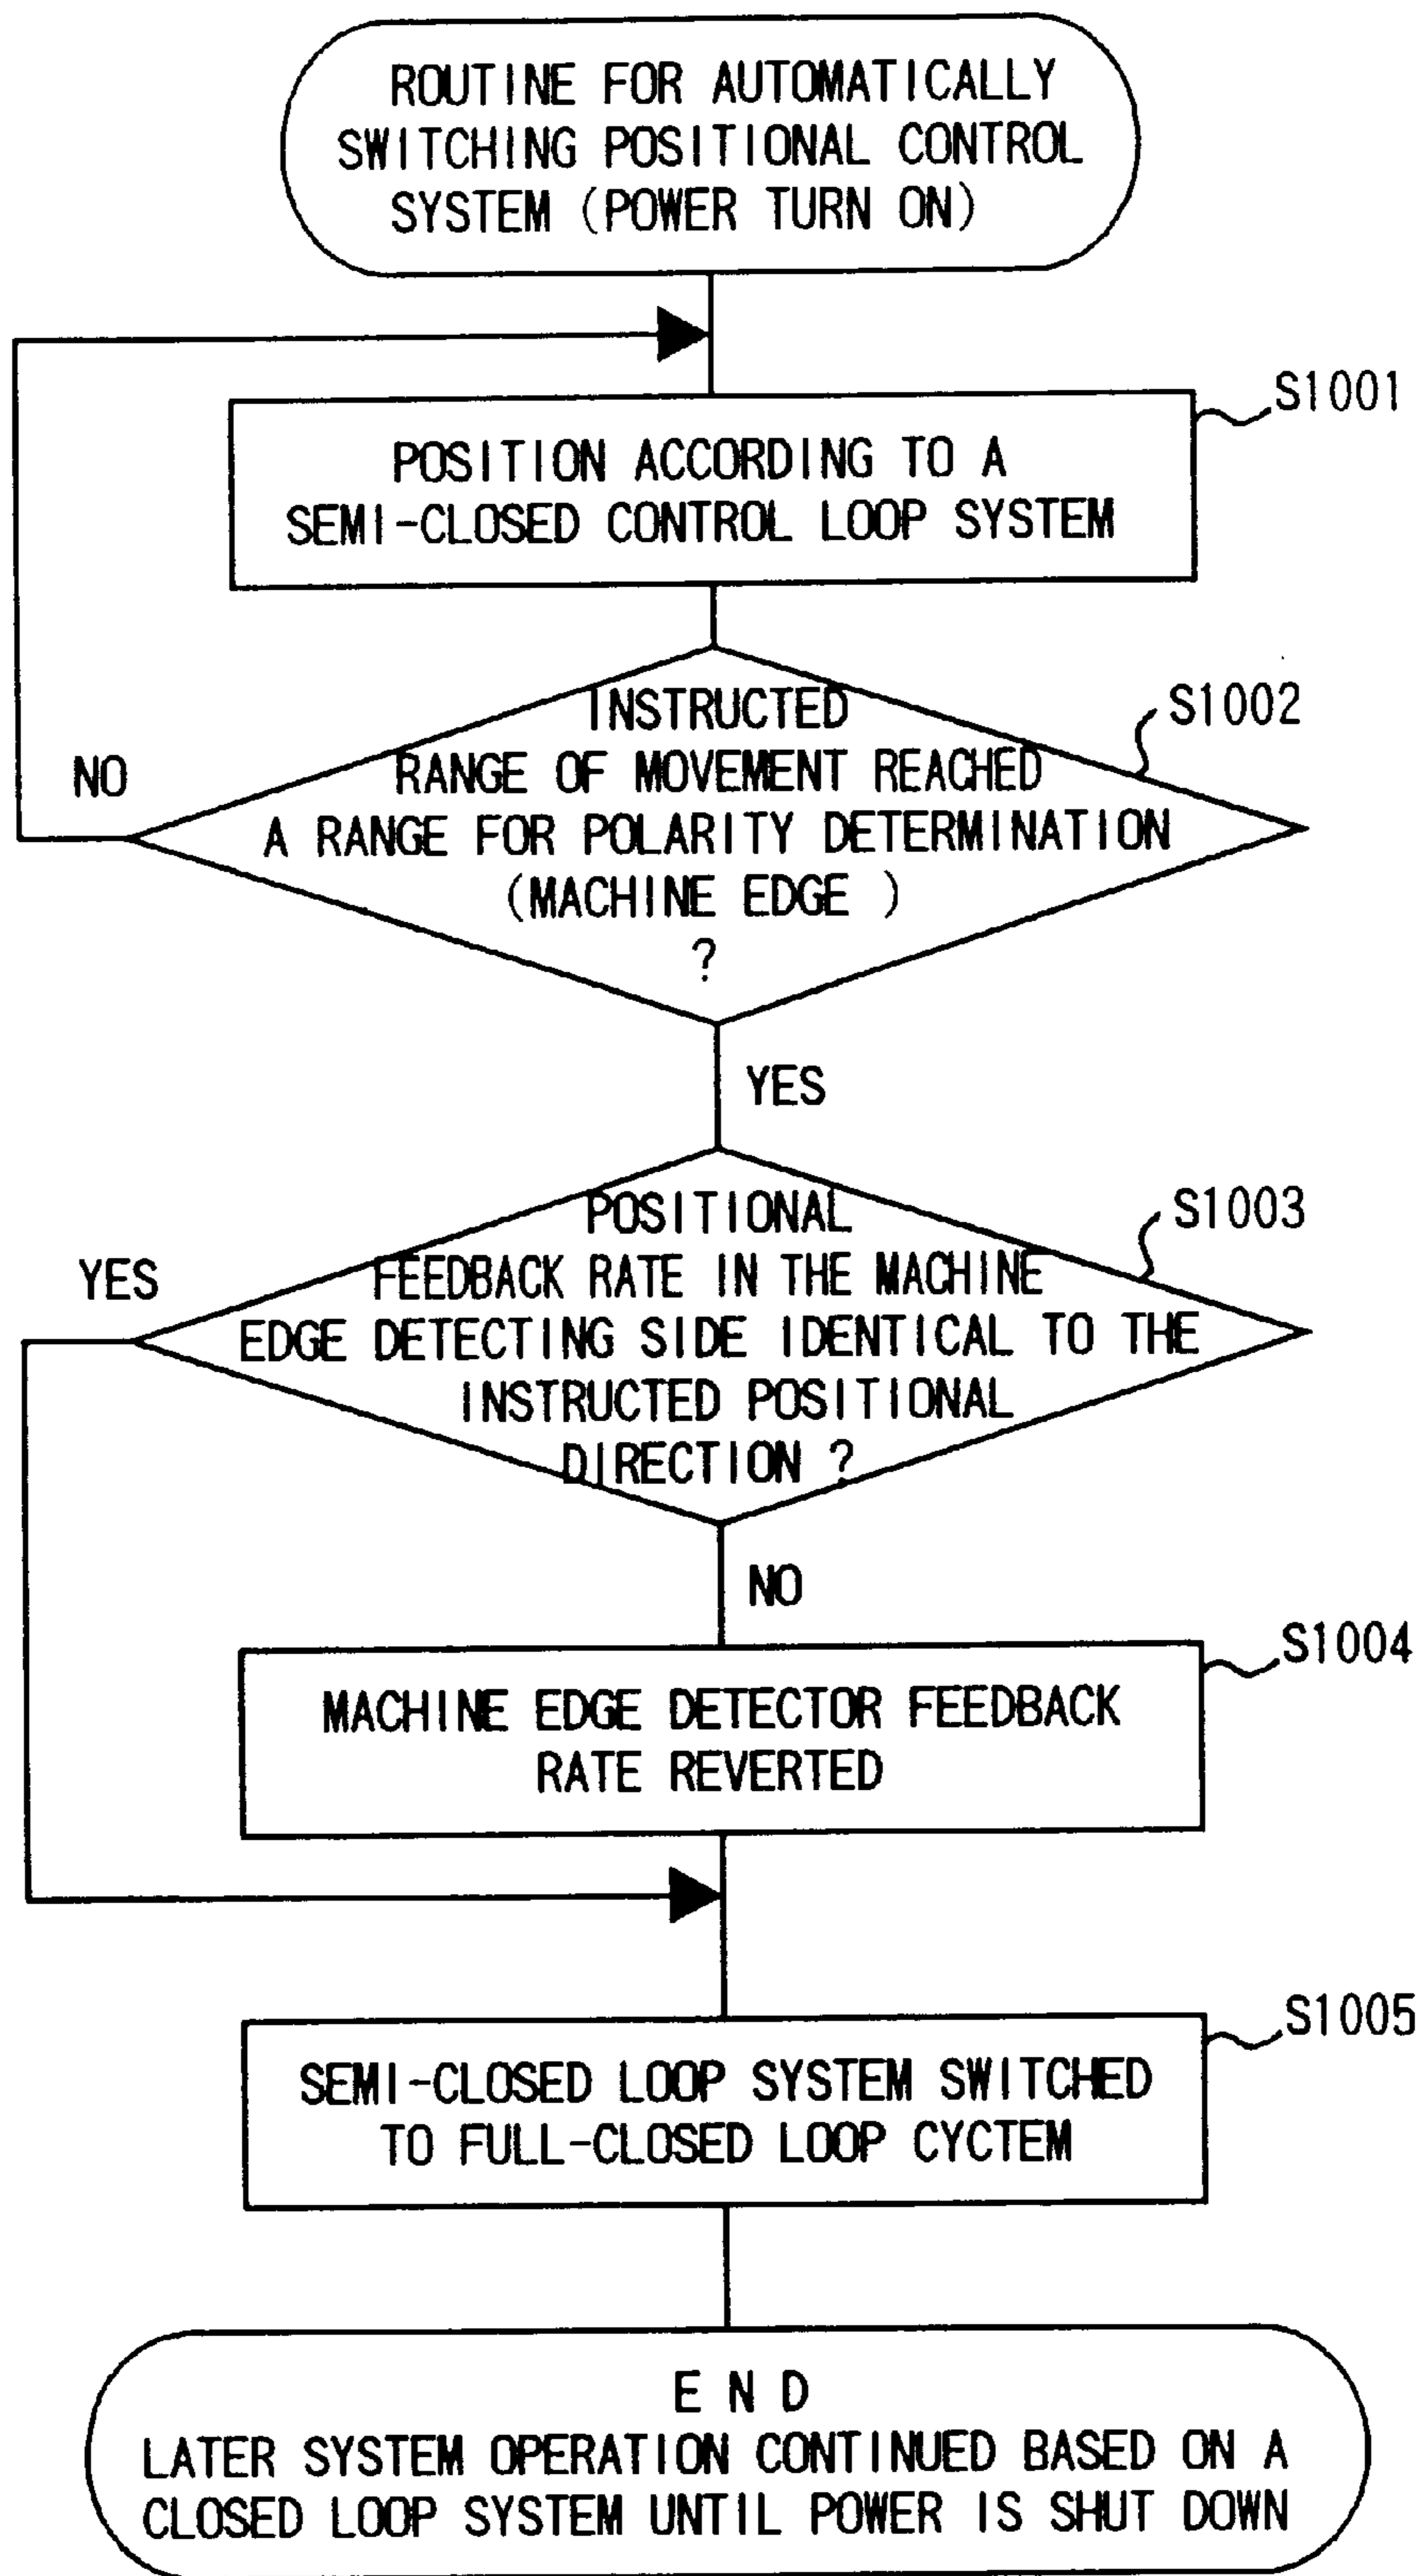 ROUTINE FOR AUTOMATICALLY
SWITCHING POSITIONAL CONTROL
SYSTEM (POWER TURN ON)
S1001
POSITION ACCORDING TO A
SEMI-CLOSED CONTROL LOOP SYSTEM
S1002
INSTRUCTED
RANGE OF MOVEMENT REACHED
A RANGE FOR POLARITY DETERMINATION
(MACHINE EDGE )
?
NO
YES
S1003
POSITIONAL
FEEDBACK RATE IN THE MACHINE
EDGE DETECTING SIDE IDENTICAL TO THE
INSTRUCTED POSITIONAL
DIRECTION ?
YES
NO
S1004
MACHINE EDGE DETECTOR FEEDBACK
RATE REVERTED
S1005
SEMI-CLOSED LOOP SYSTEM SWITCHED
TO FULL-CLOSED LOOP CYCTEM
E N D
LATER SYSTEM OPERATION CONTINUED BASED ON A
CLOSED LOOP SYSTEM UNTIL POWER IS SHUT DOWN